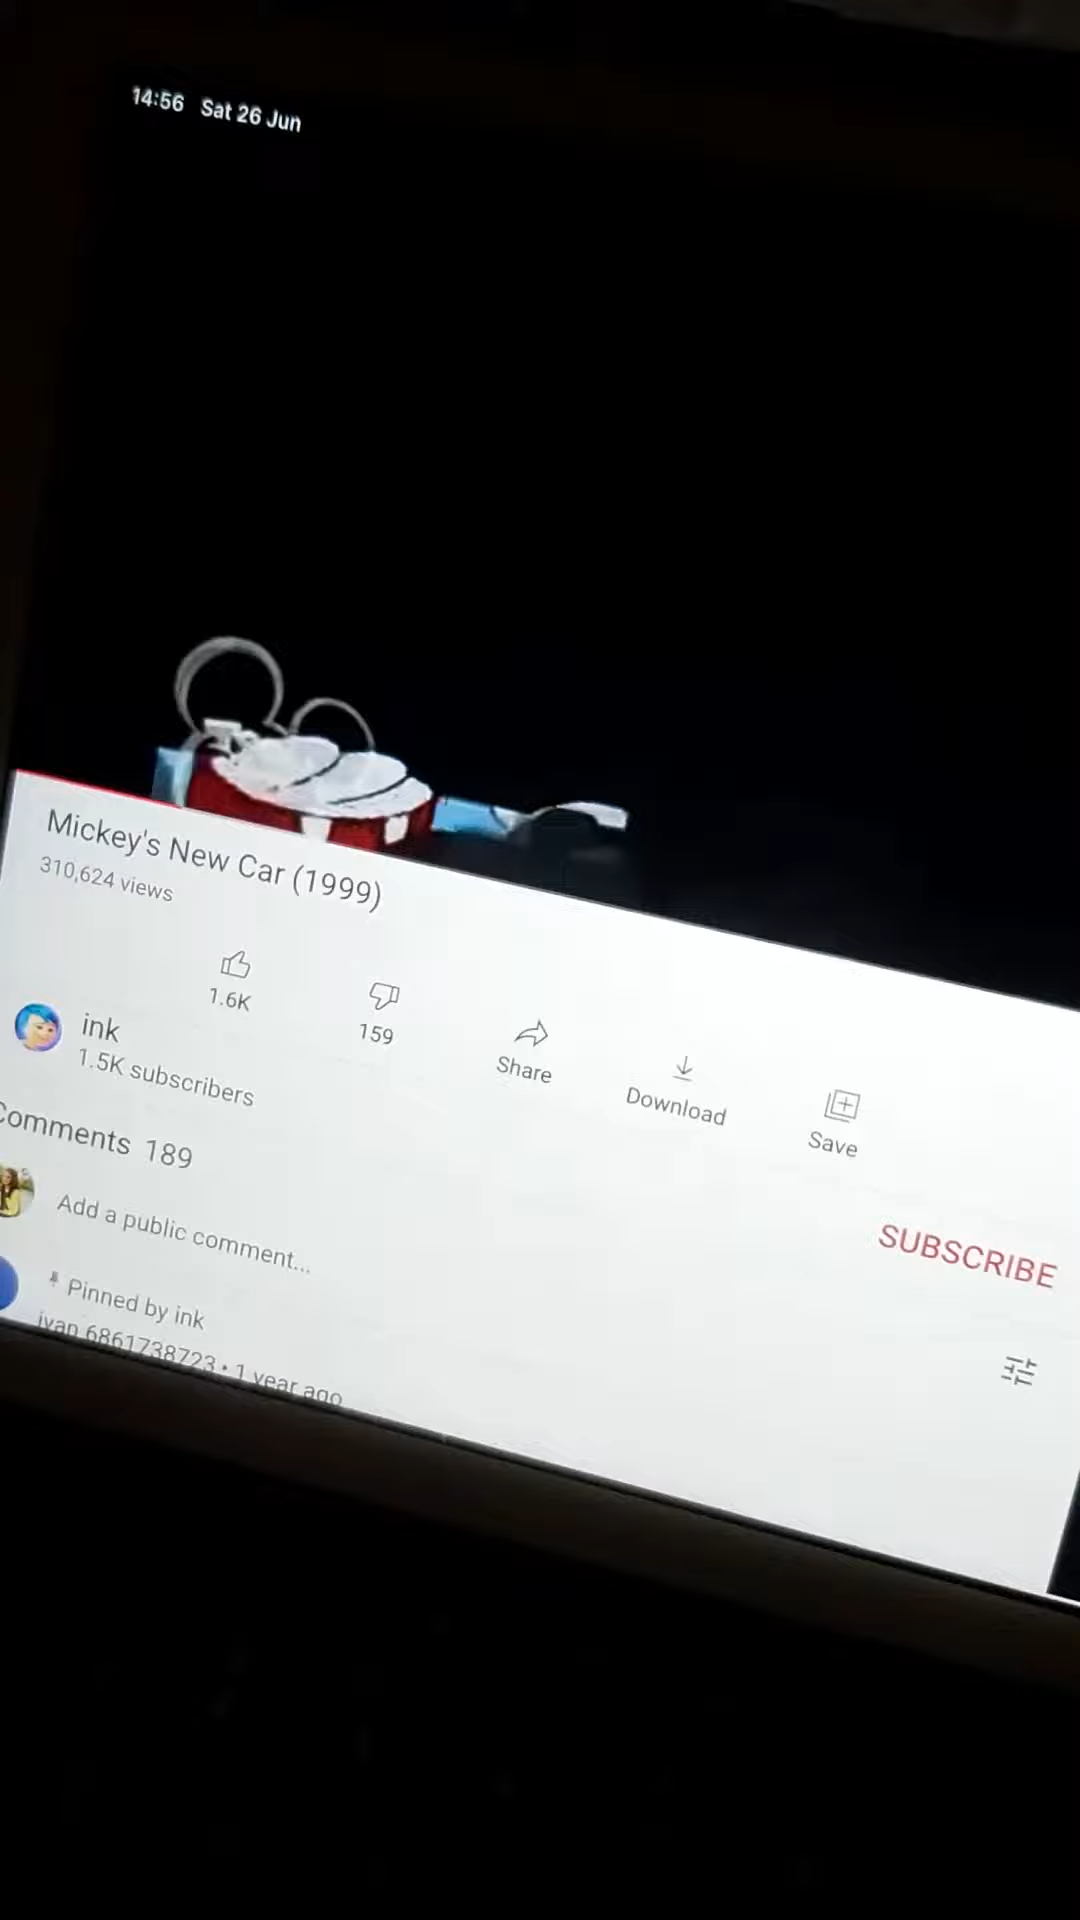 14:56 Sat 26 Jun
Mickey's New Car (1999)
310,624 views
1.6K
159
Share
Download
Save
ink
1.5K subscribers
SUBSCRIBE
Comments 189
Add a public comment...
Pinned by ink
ivan 6861738723 • 1 year ago